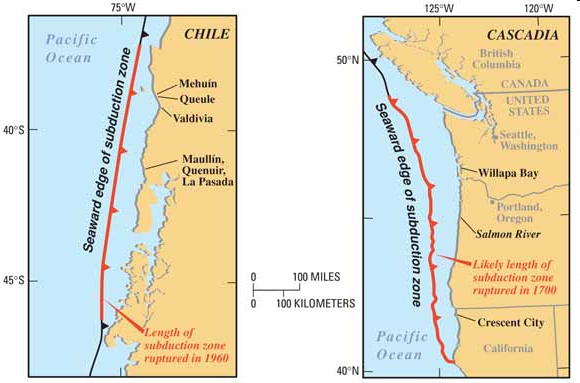 75°W
Pacific
Ocean
CHILE
Seaward edge of subduction zone
Mehuín
Queule
Valdivia
40°S
Maullín,
Quenuir,
La Pasada
45°S
Length of
subduction zone
ruptured in 1960
0 100 MILES
0 100 KILOMETERS
125°W
120°W
CASCADIA
50°N
British
Columbia
CANADA
UNITED
STATES
Seaward edge of subduction zone
Seattle,
Washington
Willapa Bay
Portland,
Oregon
Salmon River
Likely length of
subduction zone
ruptured in 1700
Crescent City
Pacific
Ocean
California
40°N